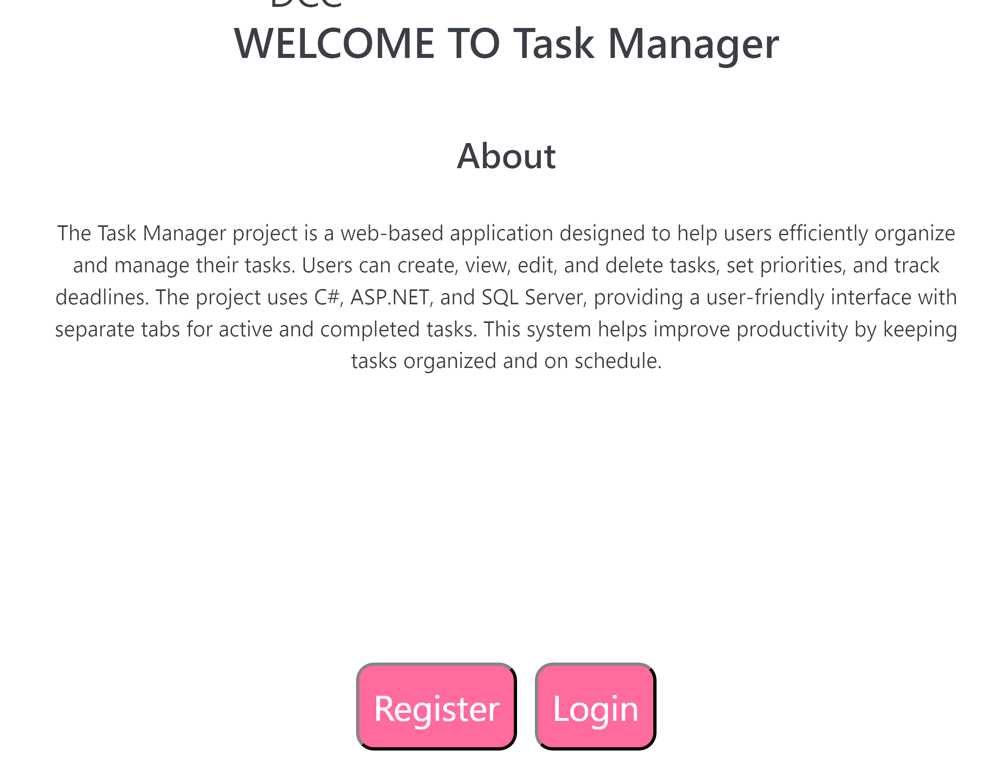 WELCOME TO Task Manager
About
The Task Manager project is a web-based application designed to help users efficiently organize
and manage their tasks. Users can create, view, edit, and delete tasks, set priorities, and track
deadlines. The project uses C#, ASP.NET, and SQL Server, providing a user-friendly interface with
separate tabs for active and completed tasks. This system helps improve productivity by keeping
tasks organized and on schedule.
Register Login